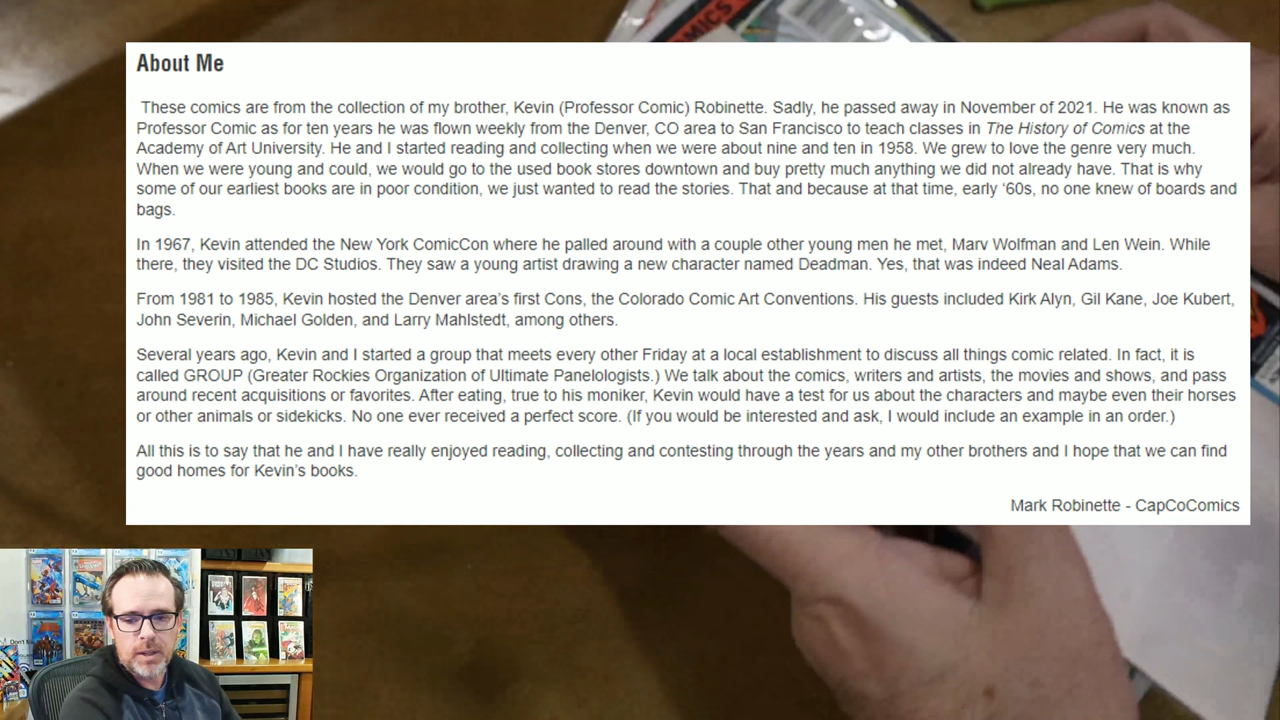 COMICS
About Me
These comics are from the collection of my brother, Kevin (Professor Comic) Robinette. Sadly, he passed away in November of 2021. He was known as
Professor Comic as for ten years he was flown weekly from the Denver, CO area to San Francisco to teach classes in The History of Comics at the
Academy of Art University. He and I started reading and collecting when we were about nine and ten in 1958. We grew to love the genre very much.
When we were young and could, we would go to the used book stores downtown and buy pretty much anything we did not already have. That is why
some of our earliest books are in poor condition, we just wanted to read the stories. That and because at that time, early ‘60s, no one knew of boards and
bags.
In 1967, Kevin attended the New York ComicCon where he palled around with a couple other young men he met, Marv Wolfman and Len Wein. While
there, they visited the DC Studios. They saw a young artist drawing a new character named Deadman. Yes, that was indeed Neal Adams.
From 1981 to 1985, Kevin hosted the Denver area’s first Cons, the Colorado Comic Art Conventions. His guests included Kirk Alyn, Gil Kane, Joe Kubert,
John Severin, Michael Golden, and Larry Mahlstedt, among others.
Several years ago, Kevin and I started a group that meets every other Friday at a local establishment to discuss all things comic related. In fact, it is
called GROUP (Greater Rockies Organization of Ultimate Panelologists.) We talk about the comics, writers and artists, the movies and shows, and pass
around recent acquisitions or favorites. After eating, true to his moniker, Kevin would have a test for us about the characters and maybe even their horses
or other animals or sidekicks. No one ever received a perfect score. (If you would be interested and ask, I would include an example in an order.)
All this is to say that he and I have really enjoyed reading, collecting and contesting through the years and my other brothers and I hope that we can find
good homes for Kevin’s books.
Mark Robinette - CapCoComics